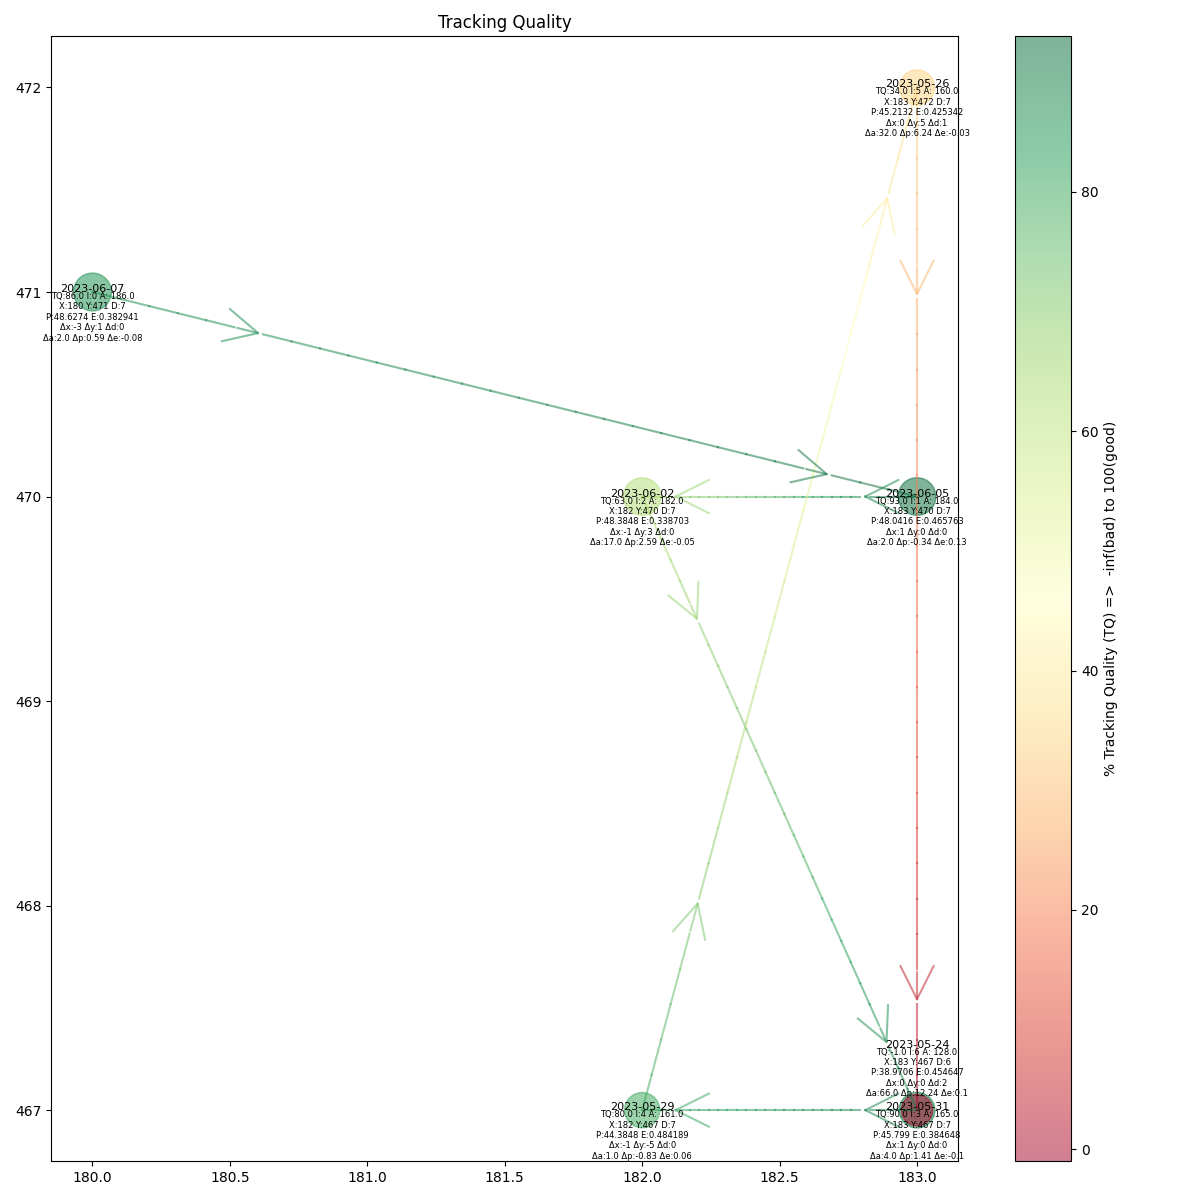 Tracking Quality
472
471
470
469
468
467
180.0
180.5
181.0
181.5
182.0
182.5
183.0
2023-05-26
TQ:34.0 I:5 A: 160.0
X:183 Y:472 D:7
P:45.2132 E:0.425342
Δx:0 Δy:5 Δd:1
Δa:32.0 Δp:6.24 Δe:-0.03
2023-06-07
TQ:86.0 I:0 A: 186.0
X:180 Y:471 D:7
P:48.6274 E:0.382941
Δx:-3 Δy:1 Δd:0
Δa:2.0 Δp:0.59 Δe:-0.08
2023-06-02
TQ:63.0 I:2 A: 182.0
X:182 Y:470 D:7
P:48.3848 E:0.338703
Δx:-1 Δy:3 Δd:0
Δa:17.0 Δp:2.59 Δe:-0.05
2023-06-05
TQ:93.0 I:1 A: 184.0
X:183 Y:470 D:7
P:48.0416 E:0.465763
Δx:1 Δy:0 Δd:0
Δa:2.0 Δp:-0.34 Δe:0.13
2023-05-24
TQ:-1.0 I:6 A: 128.0
X:183 Y:467 D:6
P:38.9706 E:0.454647
Δx:0 Δy:0 Δd:2
Δa:66.0 Δp:12.24 Δe:0.1
2023-05-29
TQ:80.0 I:4 A: 161.0
X:182 Y:467 D:7
P:44.3848 E:0.484189
Δx:-1 Δy:-5 Δd:0
Δa:1.0 Δp:-0.83 Δe:0.06
2023-05-31
TQ:90.0 I:3 A: 165.0
X:183 Y:467 D:7
P:45.799 E:0.384648
Δx:1 Δy:0 Δd:0
Δa:4.0 Δp:1.41 Δe:-0.1
80
60
40
20
0
% Tracking Quality (TQ) =>  -inf(bad) to 100(good)